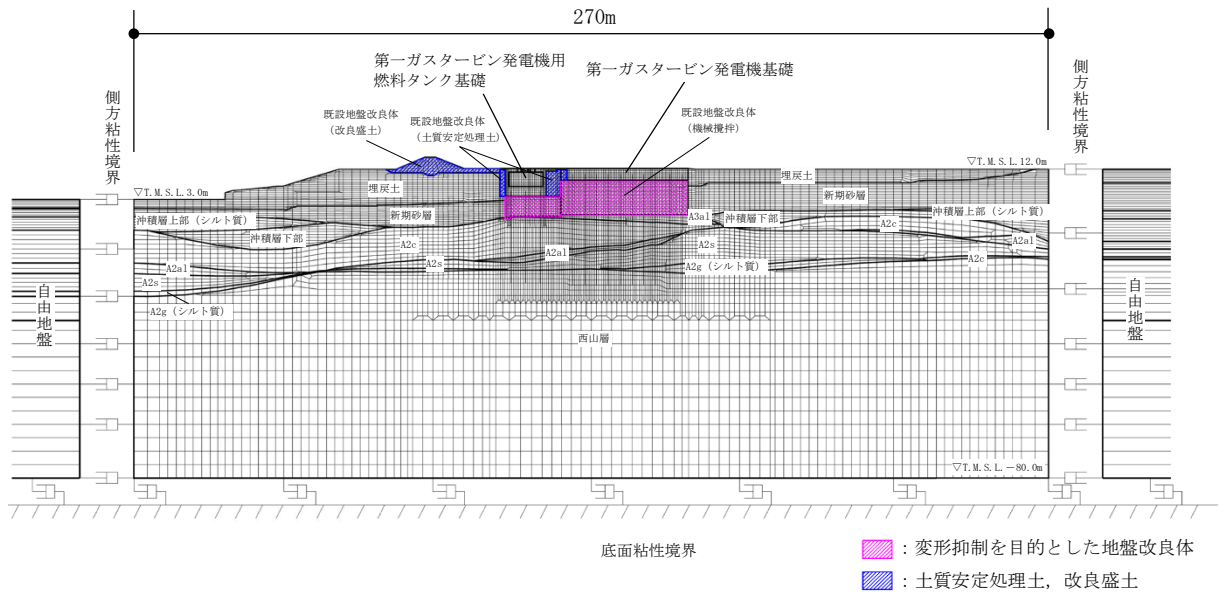 270m
第一ガスタービン発電機用
燃料タンク基礎
第一ガスタービン発電機基礎
側方粘性境界
側方粘性境界
既設地盤改良体
(改良盛土)
既設地盤改良体
(土質安定処理土)
既設地盤改良体
(機械攪拌)
▽T.M.S.L.3.0m
▽T.M.S.L.12.0m
埋戻土
埋戻土
新期砂層
沖積層上部(シルト質)
新期砂層
A3a1
沖積層下部
沖積層上部(シルト質)
沖積層下部
A2c
A2c
A2s
A2a1
A2a1
A2s
A2c
A2a1
A2g(シルト質)
A2s
A2g(シルト質)
自由地盤
自由地盤
西山層
▽T.M.S.L.-80.0m
底面粘性境界
:変形抑制を目的とした地盤改良体
:土質安定処理土,改良盛土